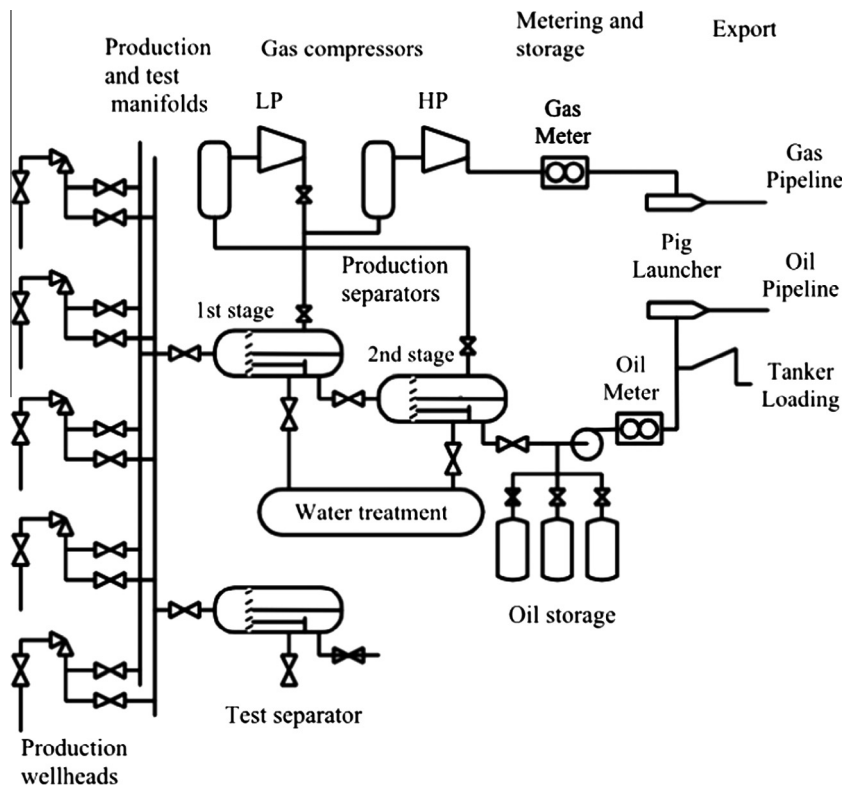 Production
and test
manifolds
Gas compressors
LP
HP
Metering and
storage
Export
Gas
Meter
Gas
Pipeline
Production
separators
Pig
Launcher
Oil
Pipeline
1st stage
2nd stage
Oil
Meter
Tanker
Loading
Water treatment
Oil storage
Test separator
Production
wellheads